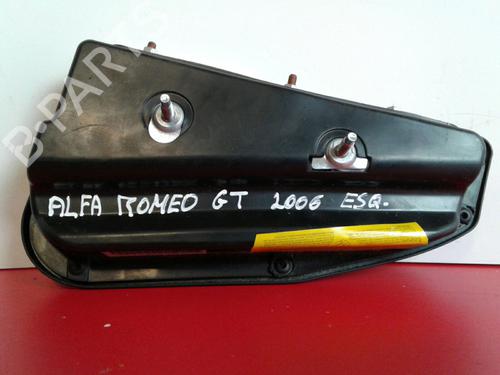 B-PARTS
ALFA ROMEO GT 2006 ESQ.